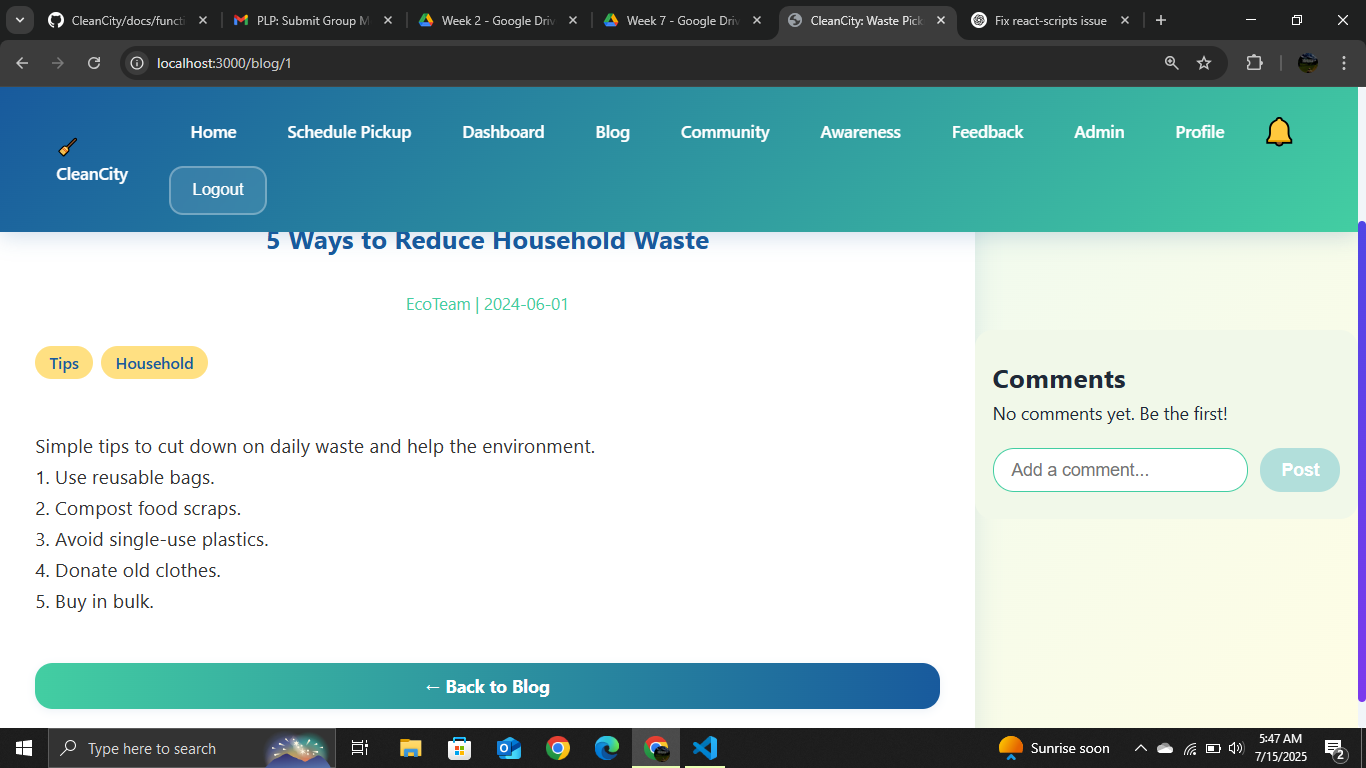 CleanCity/docs/functi
PLP: Submit Group M
Week 2 - Google Driv
Week 7 - Google Driv
CleanCity: Waste Pick
Fix react-scripts issue
localhost:3000/blog/1
CleanCity
Home
Schedule Pickup
Dashboard
Blog
Community
Awareness
Feedback
Admin
Profile
Logout
5 Ways to Reduce Household Waste
EcoTeam | 2024-06-01
Tips
Household
Simple tips to cut down on daily waste and help the environment.
1. Use reusable bags.
2. Compost food scraps.
3. Avoid single-use plastics.
4. Donate old clothes.
5. Buy in bulk.
← Back to Blog
Comments
No comments yet. Be the first!
Add a comment...
Post
Type here to search
Sunrise soon
5:47 AM
7/15/2025
2